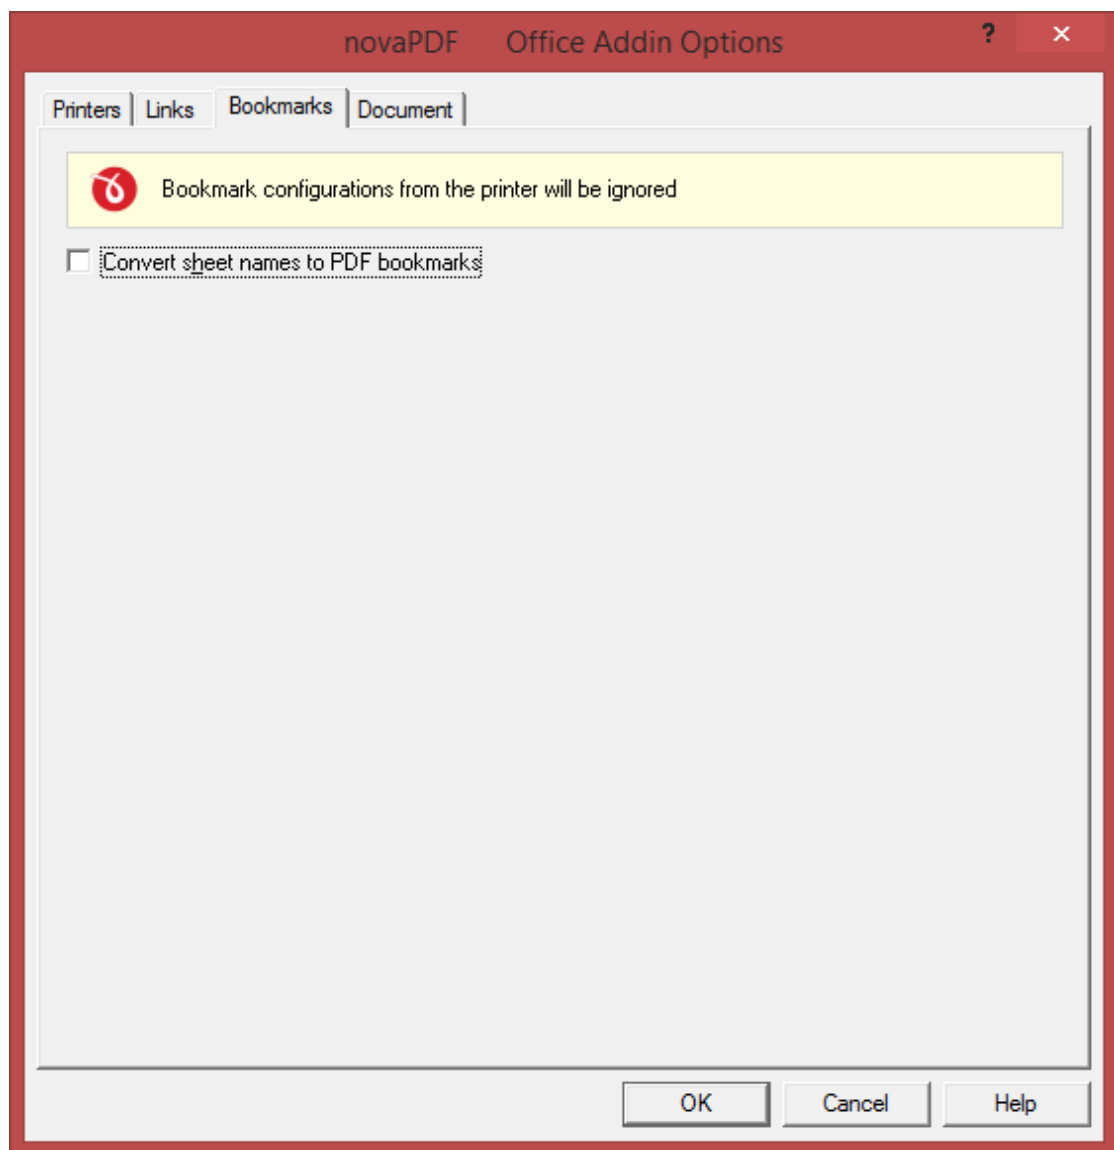 novaPDF Office Addin Options ? ×
Printers Links Bookmarks Document
Bookmark configurations from the printer will be ignored
Convert sheet names to PDF bookmarks
OK Cancel Help